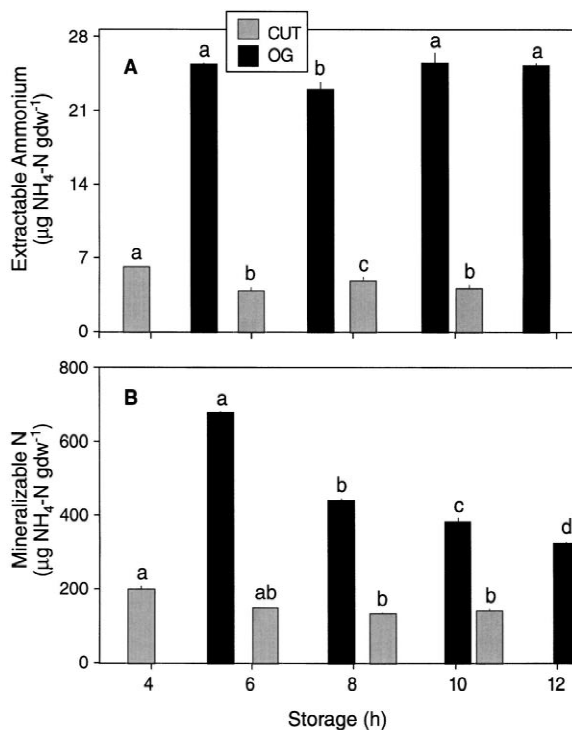 CUT
OG
A
Extractable Ammonium
(µg NH₄-N gdw⁻¹)
28
21
14
7
0
a
a
b
b
c
a
b
a
B
Mineralizable N
(µg NH₄-N gdw⁻¹)
800
600
400
200
0
a
a
ab
b
b
c
b
d
4
6
8
10
12
Storage (h)